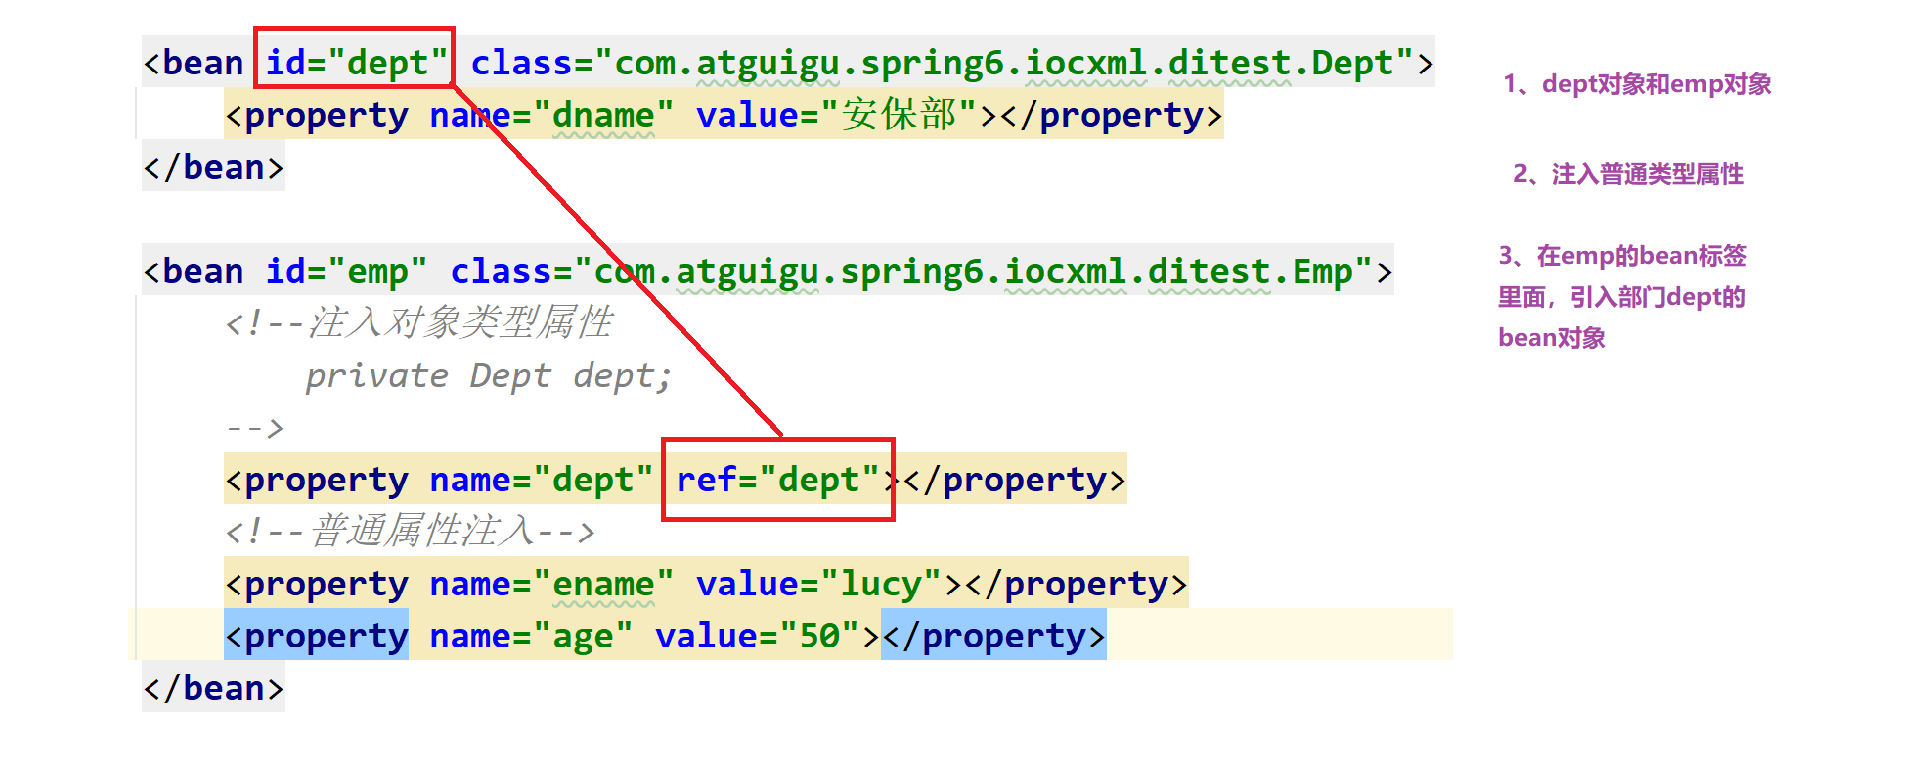 <bean id="dept" class="com.atguigu.spring6.iocxml.ditest.Dept">
<property name="dname" value="安保部"></property>
</bean>
<bean id="emp" class="com.atguigu.spring6.iocxml.ditest.Emp">
<!--注入对象类型属性
private Dept dept;
-->
<property name="dept" ref="dept"></property>
<!--普通属性注入-->
<property name="ename" value="lucy"></property>
<property name="age" value="50"></property>
</bean>
1、dept对象和emp对象
2、注入普通类型属性
3、在emp的bean标签
里面，引入部门dept的
bean对象